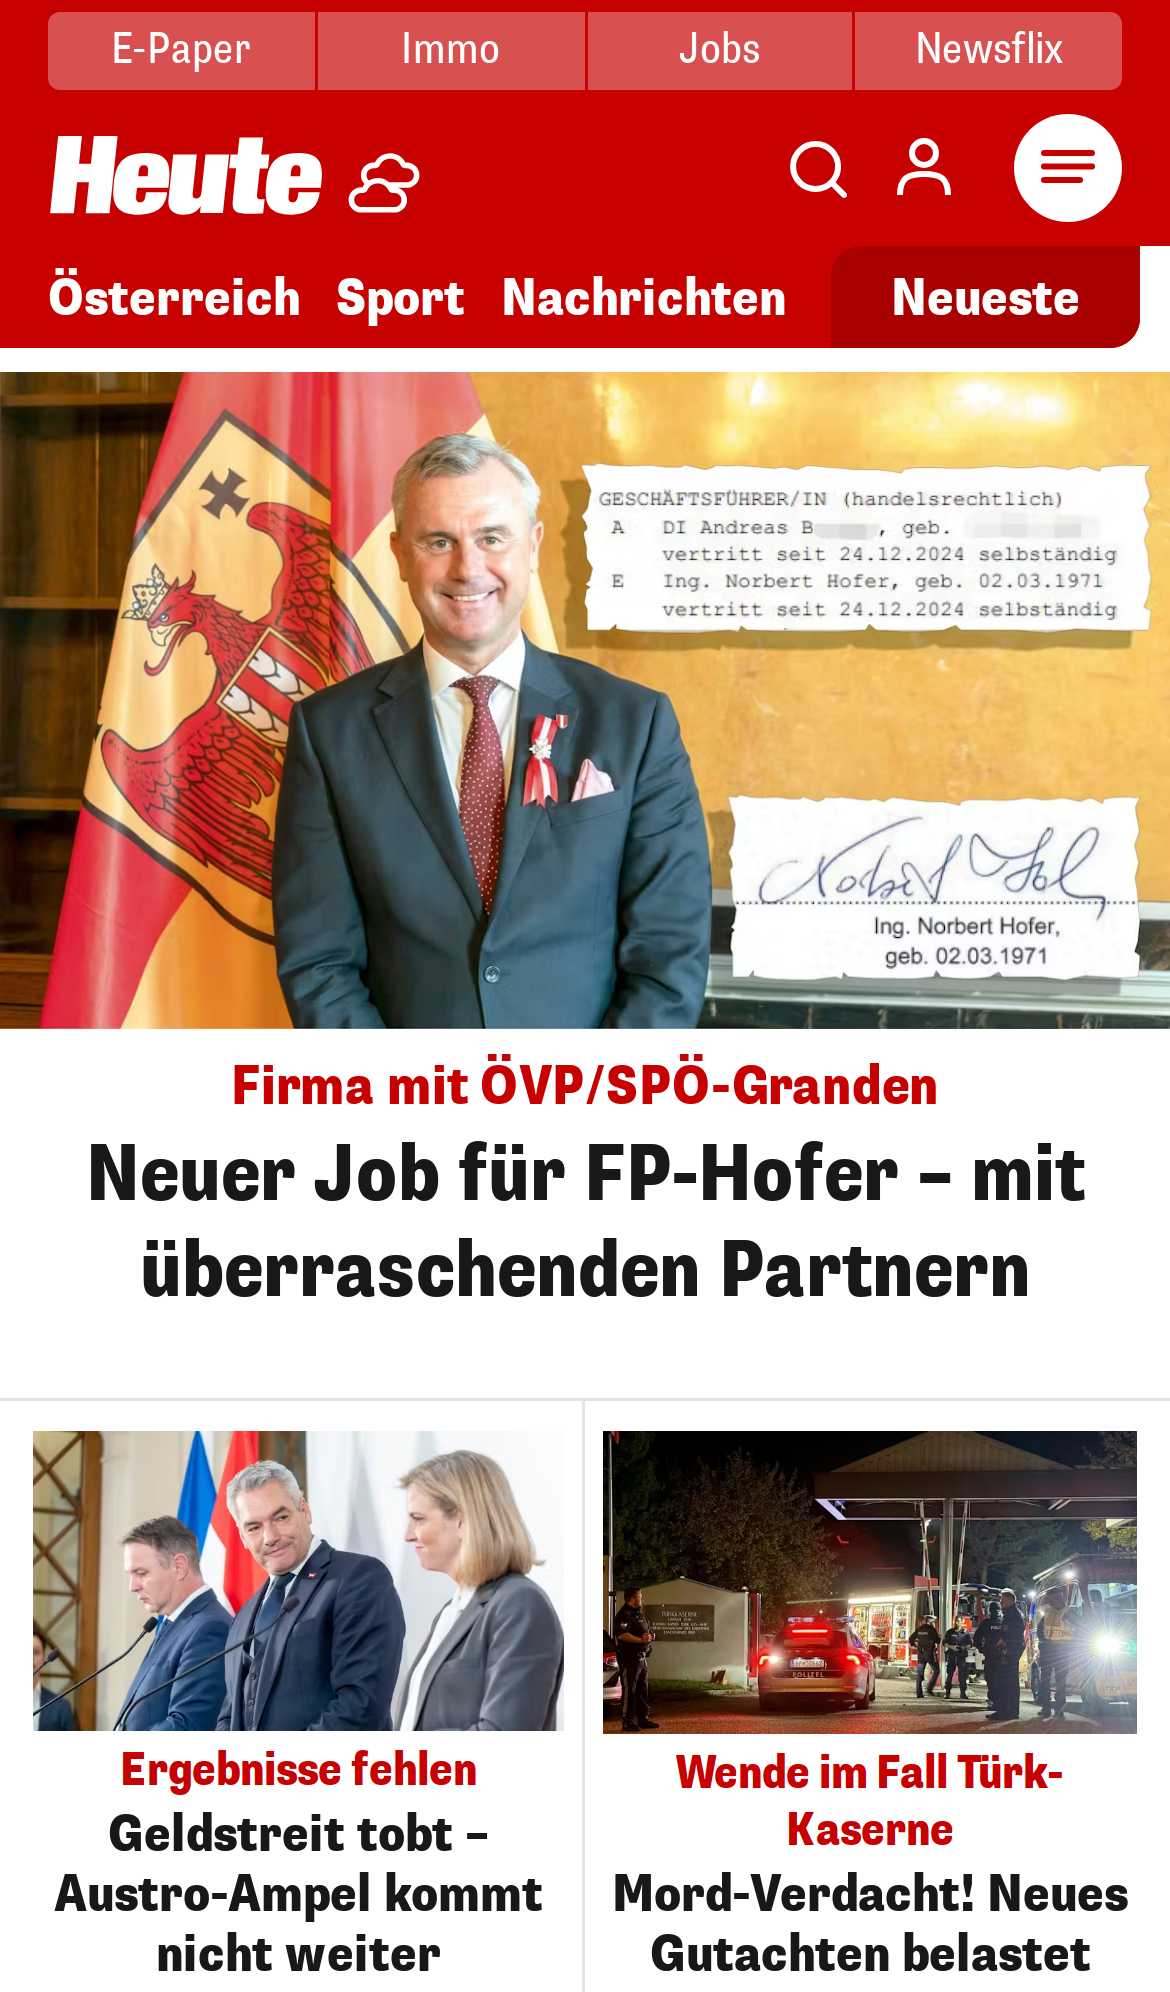 E-Paper
Immo
Jobs
Newsflix
Heute
Österreich
Sport
Nachrichten
Neueste
GESCHÄFTSFÜHRER/IN (handelsrechtlich)
A DI Andreas B , geb.
vertritt seit 24.12.2024 selbständig
E Ing. Norbert Hofer, geb. 02.03.1971
vertritt seit 24.12.2024 selbständig
Ing. Norbert Hofer,
geb. 02.03.1971
Firma mit ÖVP/SPÖ-Granden
Neuer Job für FP-Hofer – mit
überraschenden Partnern
Ergebnisse fehlen
Geldstreit tobt –
Austro-Ampel kommt
nicht weiter
TÜRKKASERNE
POLIZEI
Wende im Fall Türk-
Kaserne
Mord-Verdacht! Neues
Gutachten belastet